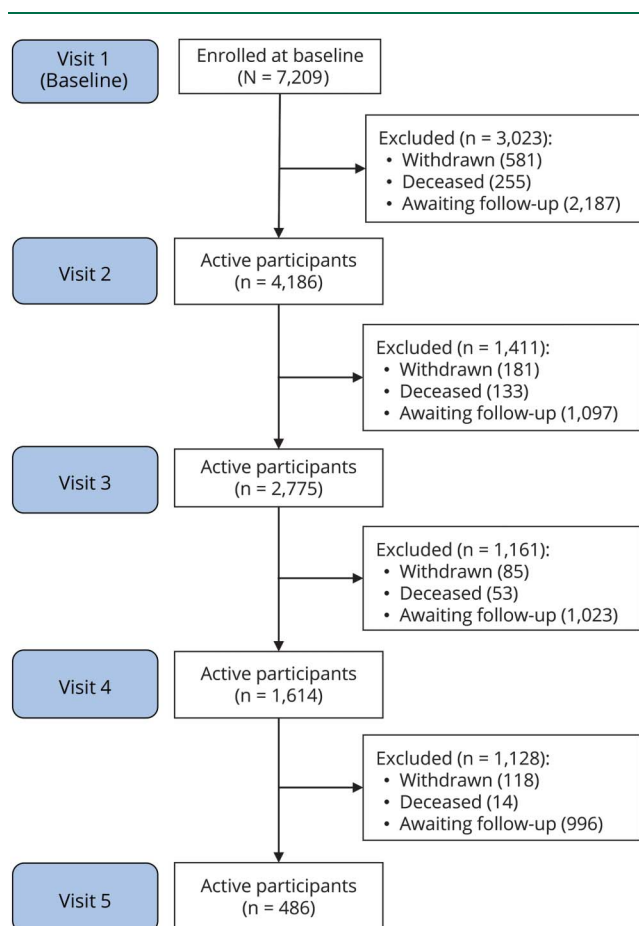 Visit 1
(Baseline)
Enrolled at baseline
(N = 7,209)
Excluded (n = 3,023):
• Withdrawn (581)
• Deceased (255)
• Awaiting follow-up (2,187)
Visit 2
Active participants
(n = 4,186)
Excluded (n = 1,411):
• Withdrawn (181)
• Deceased (133)
• Awaiting follow-up (1,097)
Visit 3
Active participants
(n = 2,775)
Excluded (n = 1,161):
• Withdrawn (85)
• Deceased (53)
• Awaiting follow-up (1,023)
Visit 4
Active participants
(n = 1,614)
Excluded (n = 1,128):
• Withdrawn (118)
• Deceased (14)
• Awaiting follow-up (996)
Visit 5
Active participants
(n = 486)